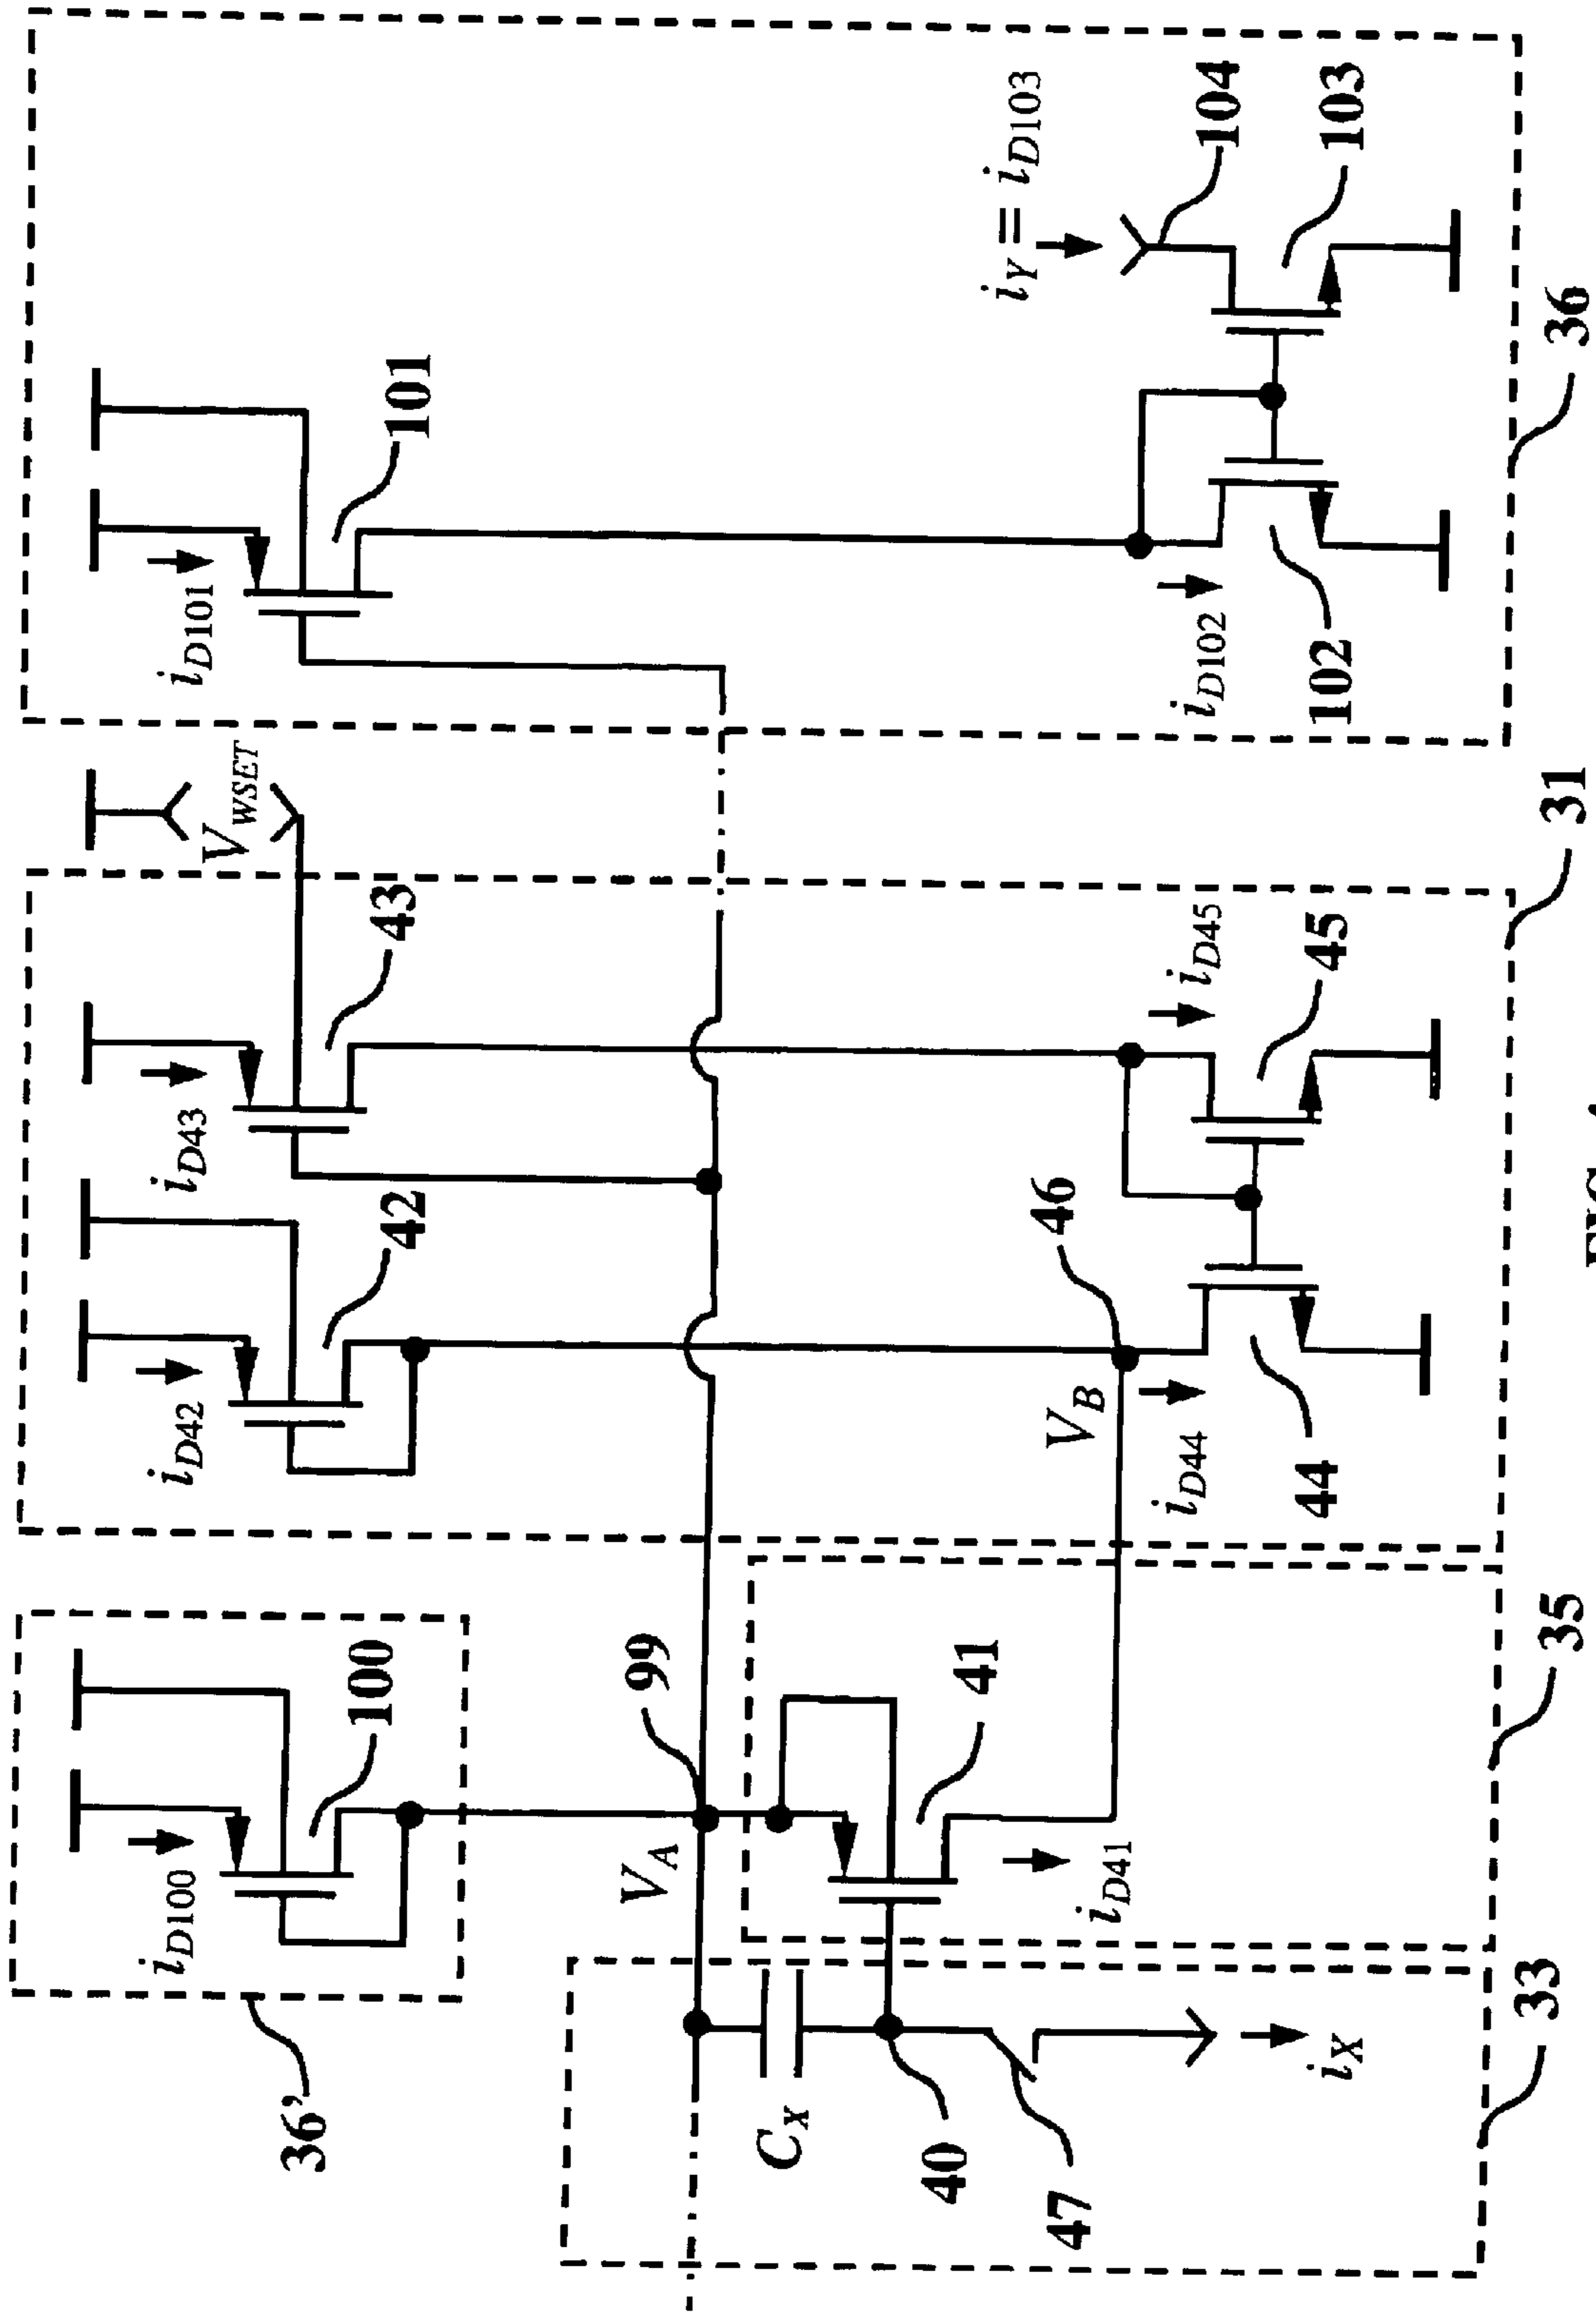 i_D100
i_D42
i_D43
i_D101
V_WSET
36'
100
42
43
101
V_A
99
C_X
40
41
i_Y = i_D103
47
i_D41
V_B
46
i_D44
i_D45
i_D102
104
i_X
44
45
102
103
33
35
31
36